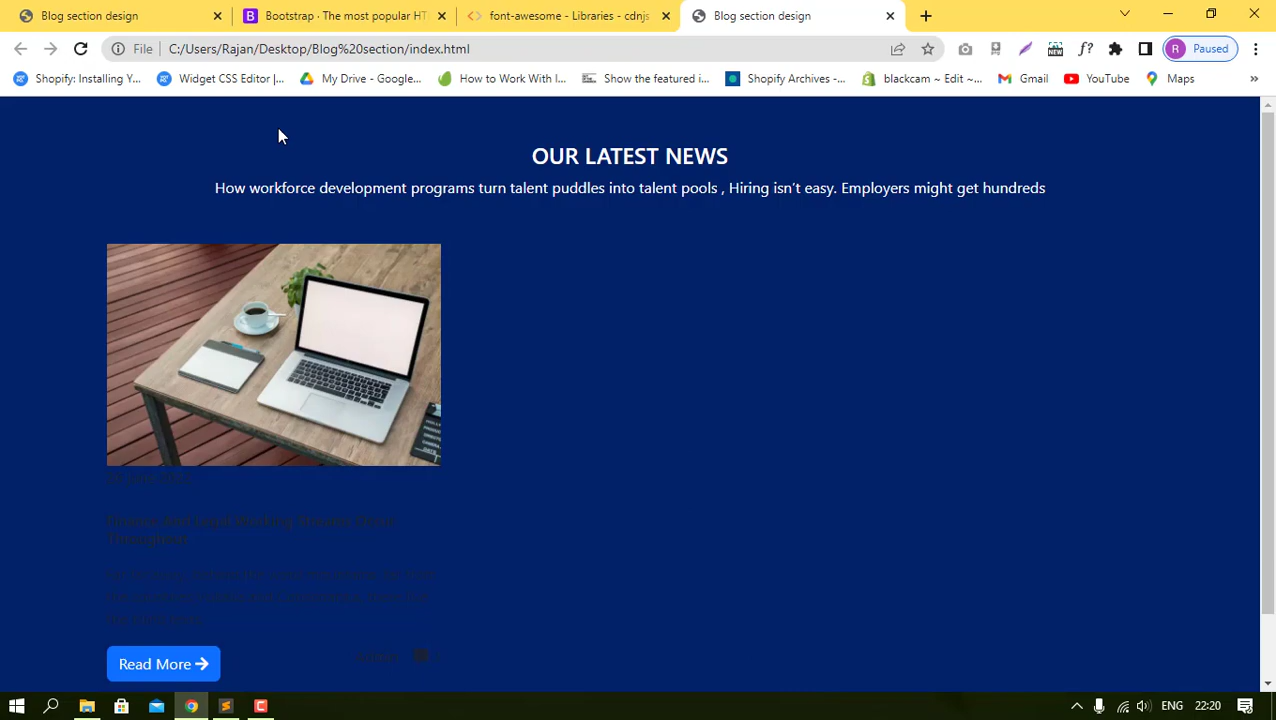 Blog section design
Bootstrap · The most popular HT
font-awesome - Libraries - cdnjs
Blog section design
File
C:/Users/Rajan/Desktop/Blog%20section/index.html
NEW
f?
R
Paused
Shopify: Installing Y...
Widget CSS Editor |...
My Drive - Google...
How to Work With I...
Show the featured i...
Shopify Archives -...
blackcam ~ Edit ~...
Gmail
YouTube
Maps
»
OUR LATEST NEWS
How workforce development programs turn talent puddles into talent pools , Hiring isn't easy. Employers might get hundreds
Read More
ENG
22:20